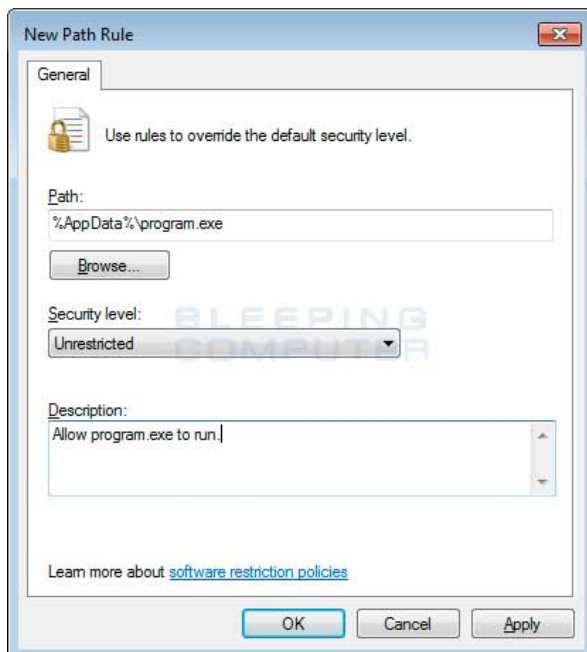 New Path Rule
General
Use rules to override the default security level.
Path:
%AppData%\program.exe
Browse...
Security level:
BLEEPING
COMPUTER
Unrestricted
Description:
Allow program.exe to run.
Learn more about software restriction policies
OK Cancel Apply